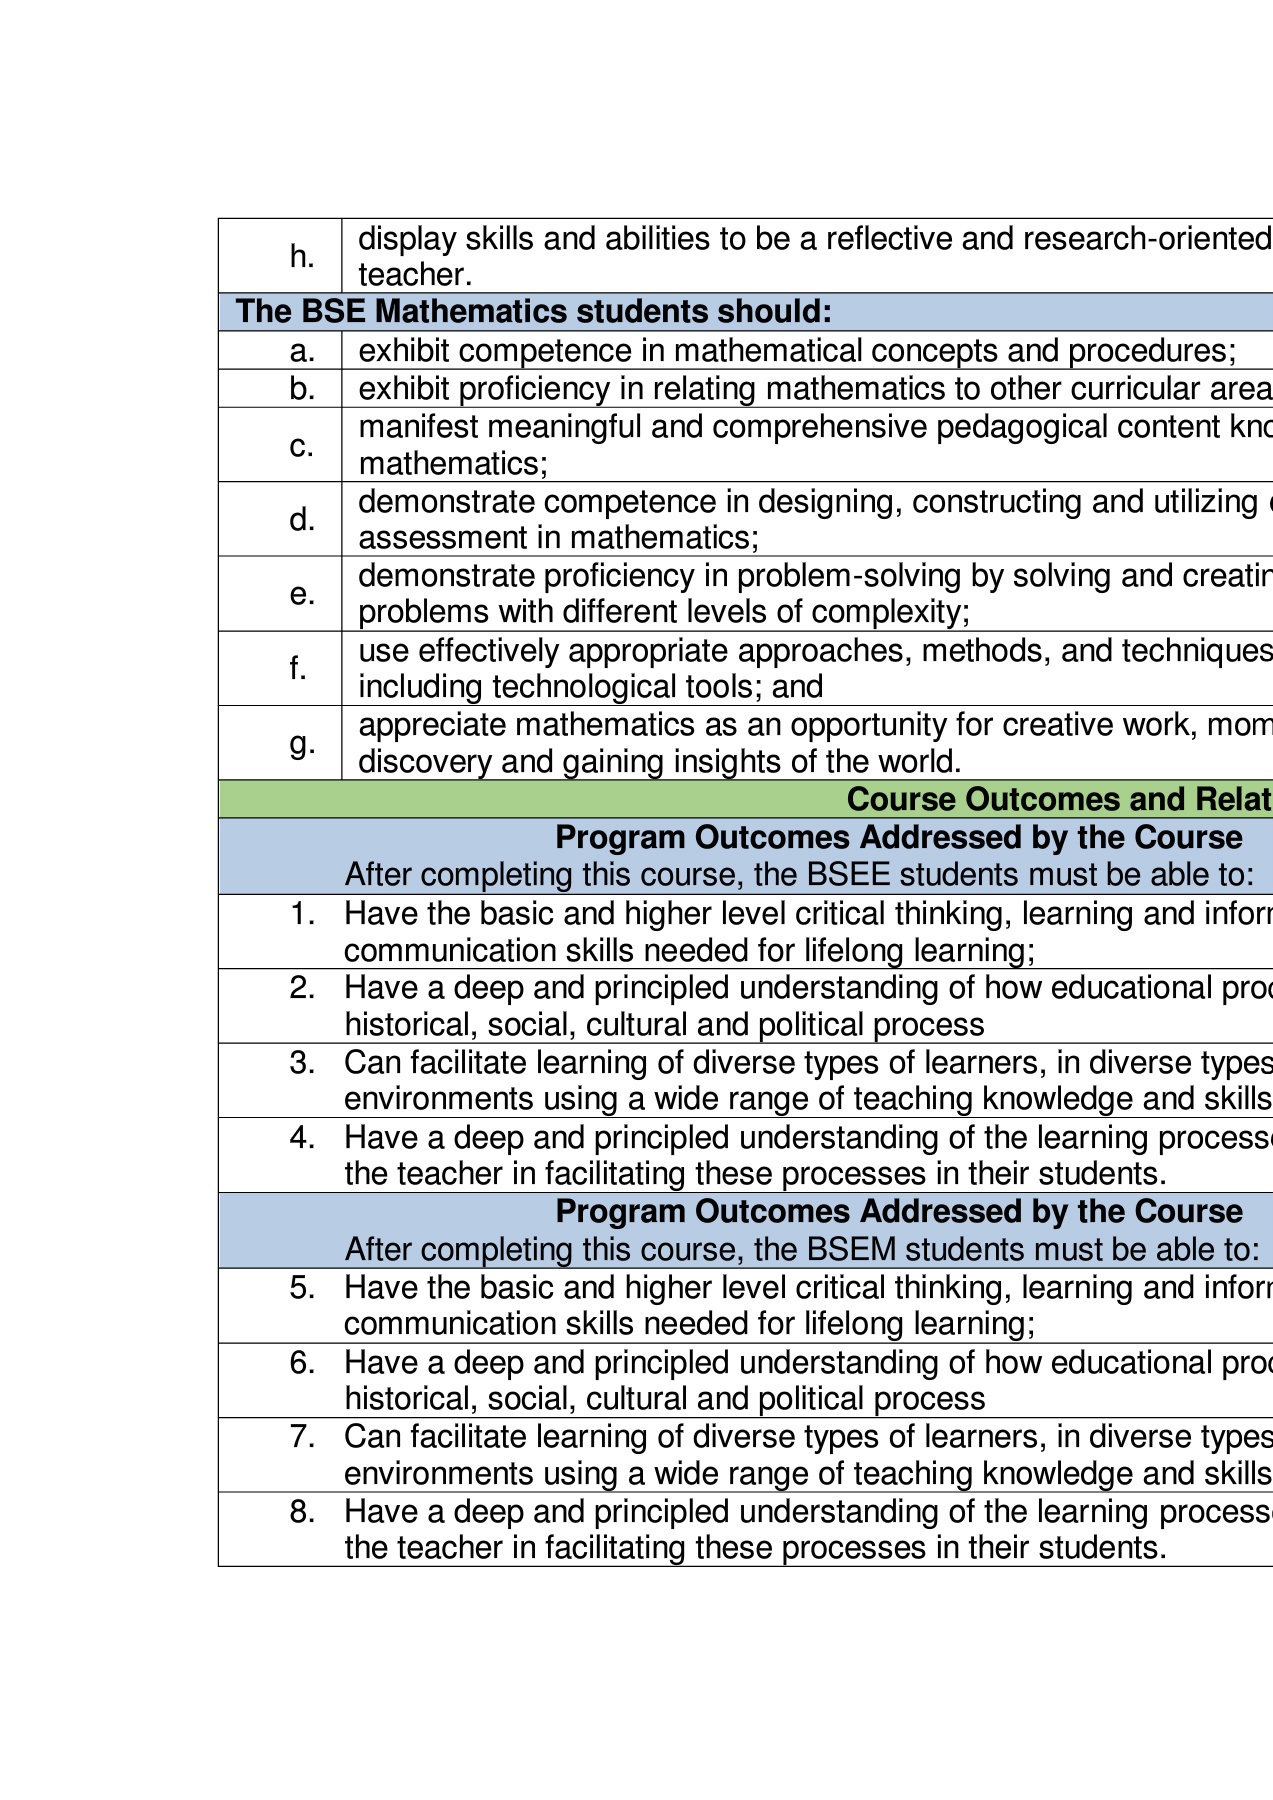 h. display skills and abilities to be a reflective and research-oriented
teacher.
The BSE Mathematics students should:
a. exhibit competence in mathematical concepts and procedures;
b. exhibit proficiency in relating mathematics to other curricular
c. manifest meaningful and comprehensive pedagogical content
mathematics;
d. demonstrate competence in designing, constructing and utilizing
assessment in mathematics;
e. demonstrate proficiency in problem-solving by solving and
problems with different levels of complexity;
f. use effectively appropriate approaches, methods, and techniques
including technological tools; and
g. appreciate mathematics as an opportunity for creative work,
discovery and gaining insights of the world.
Course Outcomes and
Program Outcomes Addressed by the Course
After completing this course, the BSEE students must be able to:
1. Have the basic and higher level critical thinking, learning and
communication skills needed for lifelong learning;
2. Have a deep and principled understanding of how educational
historical, social, cultural and political process
3. Can facilitate learning of diverse types of learners, in diverse types
environments using a wide range of teaching knowledge and skills
4. Have a deep and principled understanding of the learning
the teacher in facilitating these processes in their students.
Program Outcomes Addressed by the Course
After completing this course, the BSEM students must be able to:
5. Have the basic and higher level critical thinking, learning and
communication skills needed for lifelong learning;
6. Have a deep and principled understanding of how educational
historical, social, cultural and political process
7. Can facilitate learning of diverse types of learners, in diverse types
environments using a wide range of teaching knowledge and skills
8. Have a deep and principled understanding of the learning
the teacher in facilitating these processes in their students.